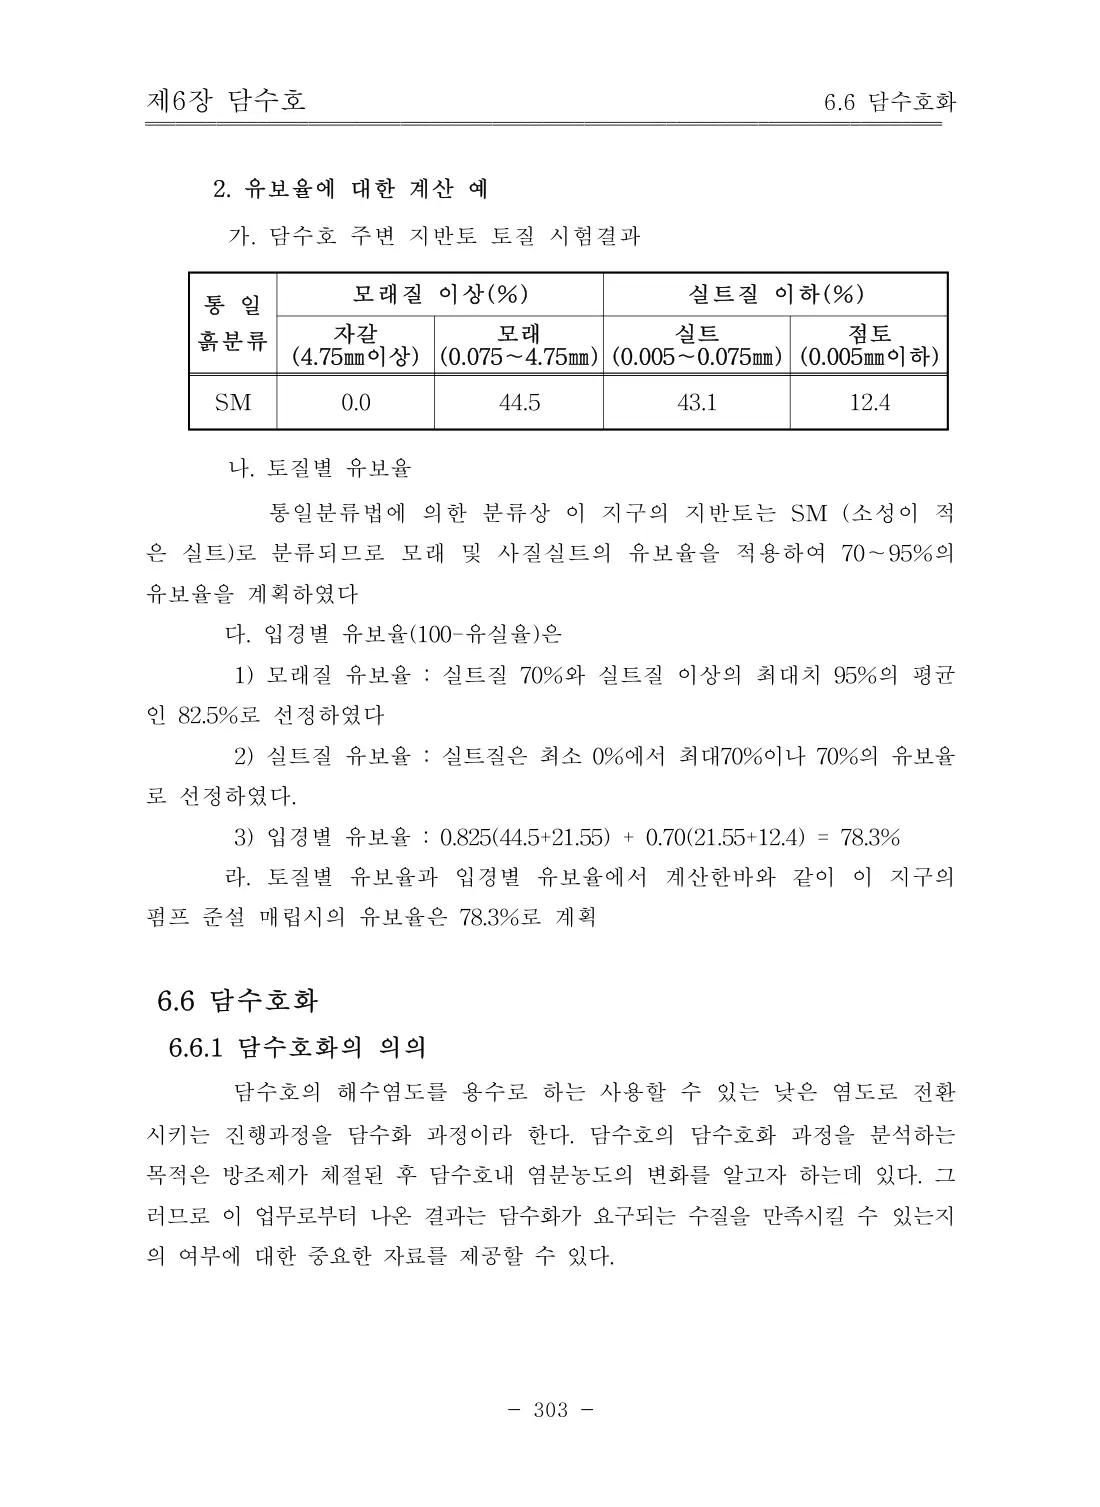 제6장 담수호 6.6 담수호화
2. 유보율에 대한 계산 예
가. 담수호 주변 지반토 토질 시험결과
통 일 모래질 이상(%) 실트질 이하(%)
흙분류 자갈 모래 실트 점토
(4.75㎜이상) (0.075～4.75㎜) (0.005～0.075㎜) (0.005㎜이하)
SM 0.0 44.5 43.1 12.4
나. 토질별 유보율
통일분류법에 의한 분류상 이 지구의 지반토는 SM (소성이 적
은 실트)로 분류되므로 모래 및 사질실트의 유보율을 적용하여 70～95%의
유보율을 계획하였다
다. 입경별 유보율(100-유실율)은
1) 모래질 유보율 : 실트질 70%와 실트질 이상의 최대치 95%의 평균
인 82.5%로 선정하였다
2) 실트질 유보율 : 실트질은 최소 0%에서 최대70%이나 70%의 유보율
로 선정하였다.
3) 입경별 유보율 : 0.825(44.5+21.55) + 0.70(21.55+12.4) = 78.3%
라. 토질별 유보율과 입경별 유보율에서 계산한바와 같이 이 지구의
펌프 준설 매립시의 유보율은 78.3%로 계획
6.6 담수호화
6.6.1 담수호화의 의의
담수호의 해수염도를 용수로 하는 사용할 수 있는 낮은 염도로 전환
시키는 진행과정을 담수화 과정이라 한다. 담수호의 담수호화 과정을 분석하는
목적은 방조제가 체절된 후 담수호내 염분농도의 변화를 알고자 하는데 있다. 그
러므로 이 업무로부터 나온 결과는 담수화가 요구되는 수질을 만족시킬 수 있는지
의 여부에 대한 중요한 자료를 제공할 수 있다.
- 303 -